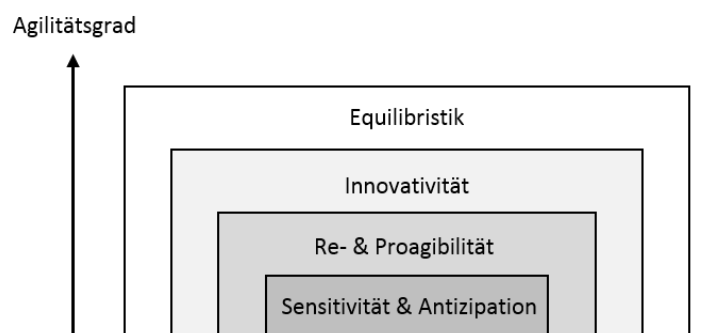 Agilitätsgrad
Equilibristik
Innovativität
Re- & Proagibilität
Sensitivität & Antizipation